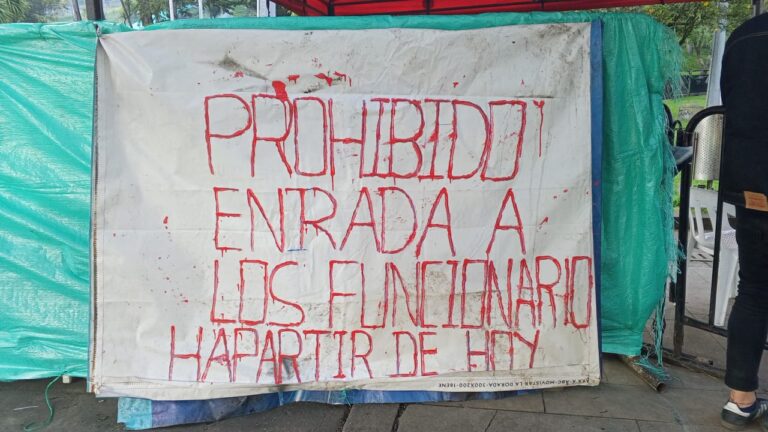 PROHIBIDO Y
ENTRADA A
LOS FUNCIONARIO
HAPARTIR DE HOY